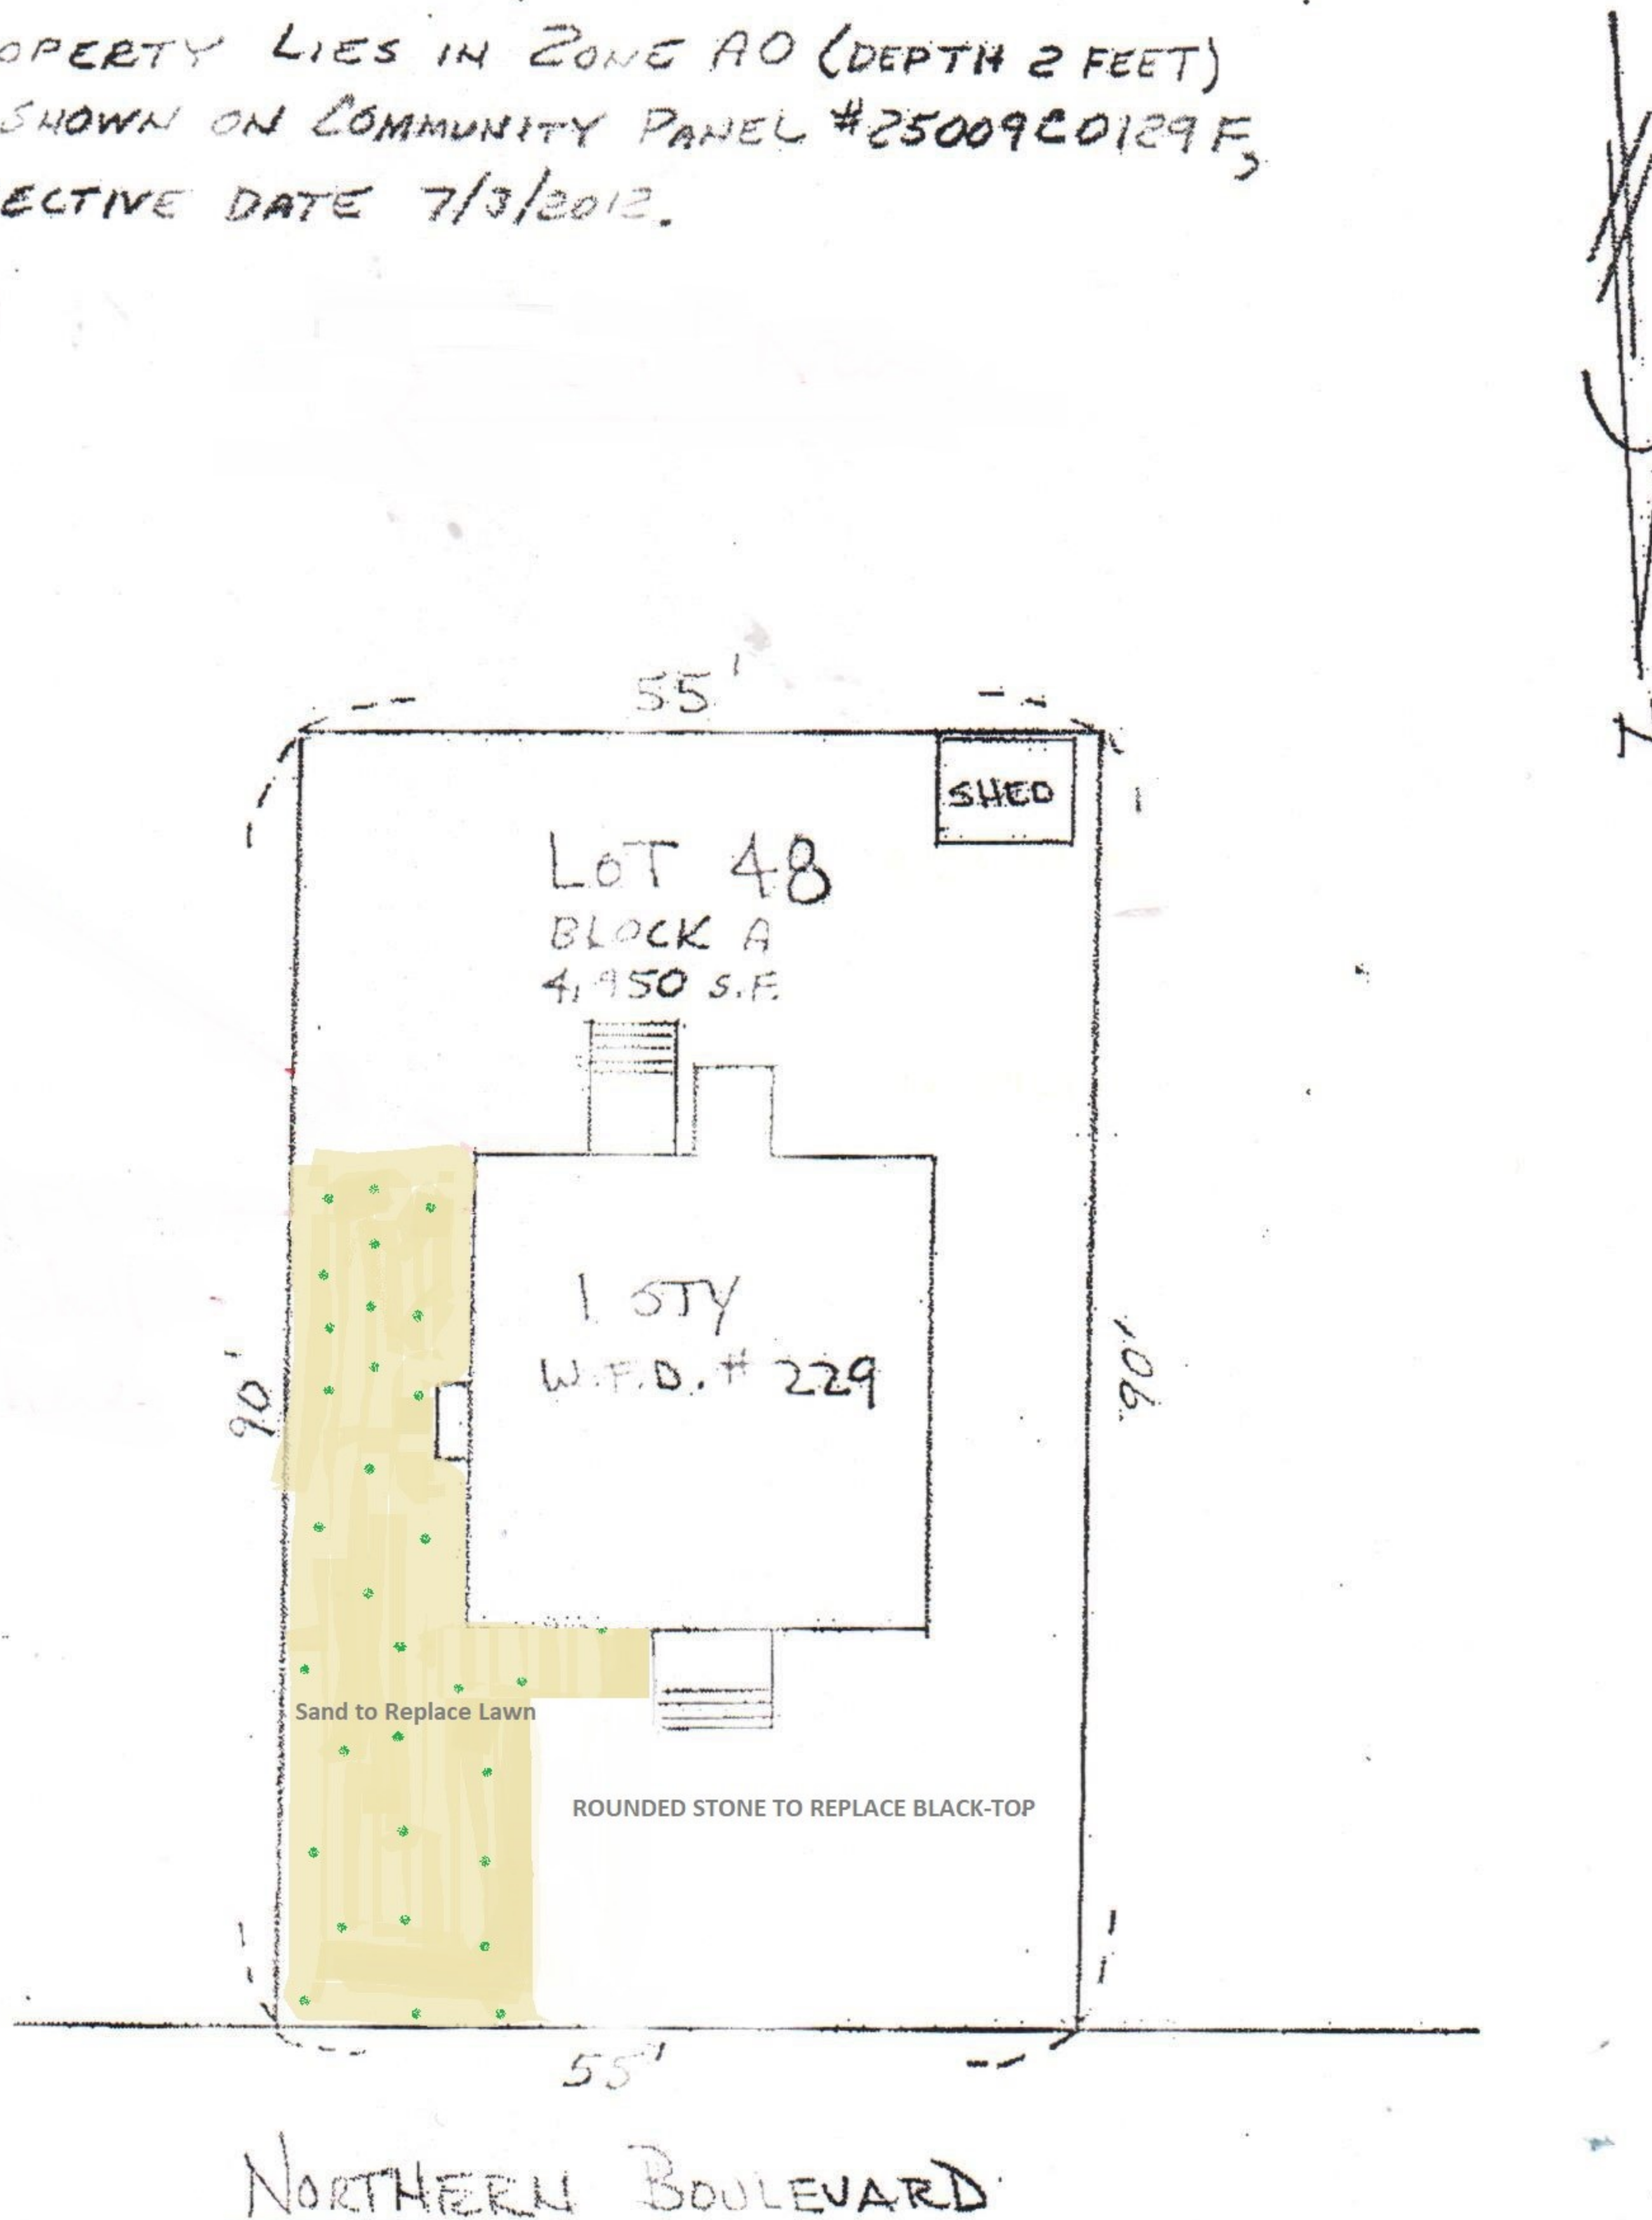 OPERTY LIES IN ZONE AO (DEPTH 2 FEET)
SHOWN ON COMMUNITY PANEL #25009C0129F,
ECTIVE DATE 7/3/2012.
55'
SHED
LOT 48
BLOCK A
4,950 S.F.
1 STY
W.F.D. # 229
90'
90'
Sand to Replace Lawn
ROUNDED STONE TO REPLACE BLACK-TOP
55'
NORTHERN BOULEVARD